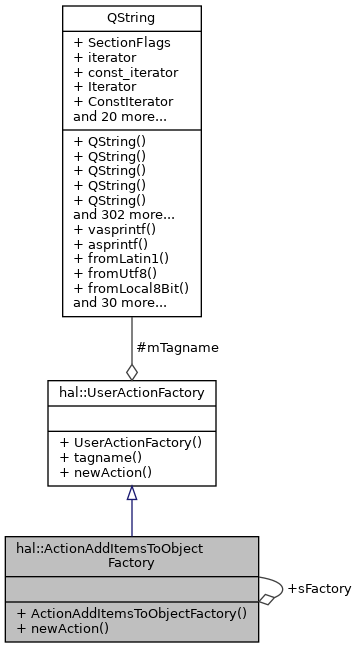 QString
+ SectionFlags
+ iterator
+ const_iterator
+ Iterator
+ ConstIterator
and 20 more...
+ QString()
+ QString()
+ QString()
+ QString()
+ QString()
and 302 more...
+ vasprintf()
+ asprintf()
+ fromLatin1()
+ fromUtf8()
+ fromLocal8Bit()
and 30 more...
#mTagname
hal::UserActionFactory
+ UserActionFactory()
+ tagname()
+ newAction()
hal::ActionAddItemsToObject
Factory
+sFactory
+ ActionAddItemsToObjectFactory()
+ newAction()